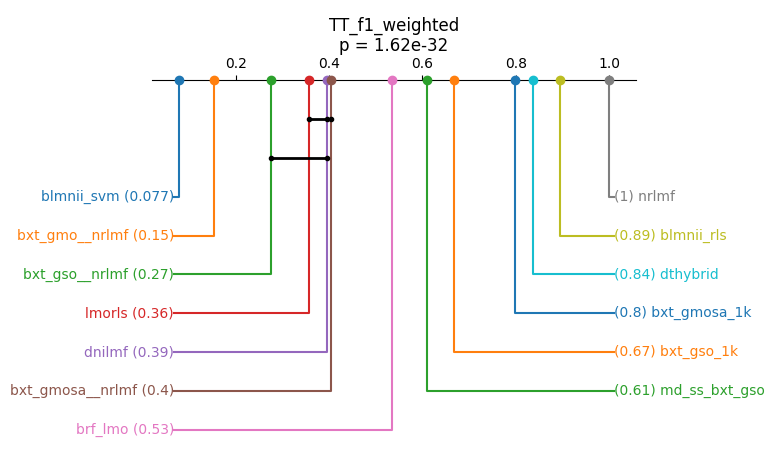 TT_f1_weighted
p = 1.62e-32
0.2 0.4 0.6 0.8 1.0
blmnii_svm (0.077) (1) nrlmf
bxt_gmo__nrlmf (0.15) (0.89) blmnii_rls
bxt_gso__nrlmf (0.27) (0.84) dthybrid
lmorls (0.36) (0.8) bxt_gmosa_1k
dnilmf (0.39) (0.67) bxt_gso_1k
bxt_gmosa__nrlmf (0.4) (0.61) md_ss_bxt_gso
brf_lmo (0.53)